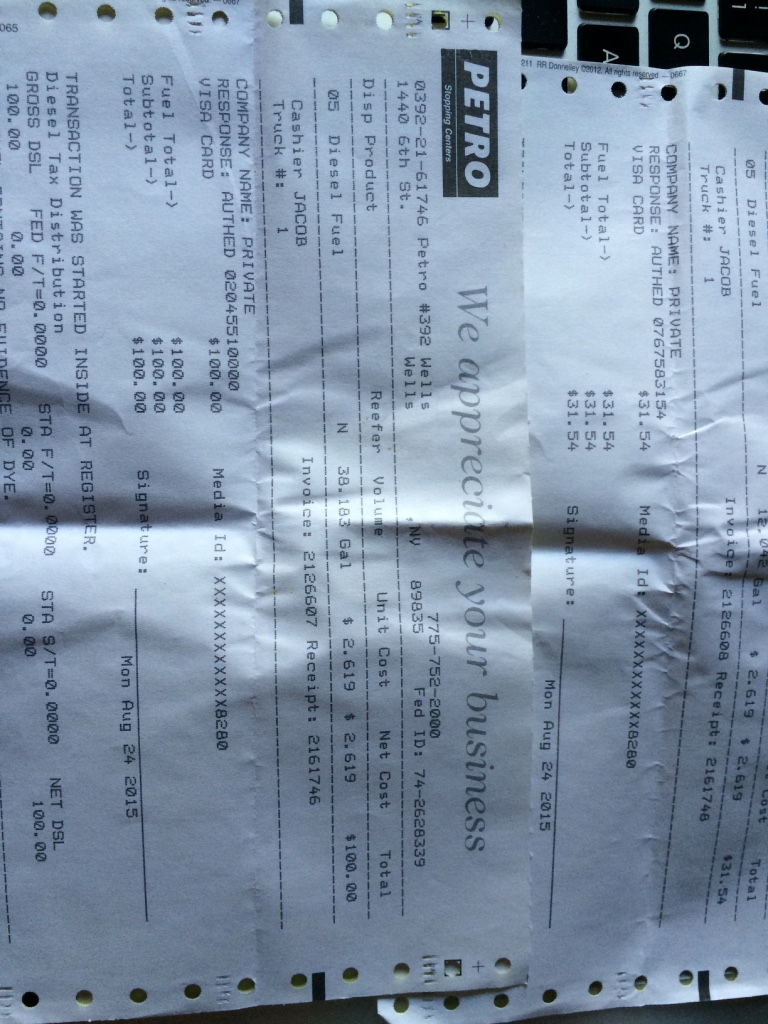 211 RR Donnelley ©2012. All rights reserved. — 0667
Cost Total
05 Diesel Fuel N 12.042 Gal $ 2.619 $ 2.619 $31.54
Cashier JACOB Invoice: 2126608 Receipt: 2161748
Truck #: 1
COMPANY NAME: PRIVATE
RESPONSE: AUTHED 0767583154
VISA CARD $31.54 Media Id: XXXXXXXXXXXX8280
Fuel Total-> $31.54
Subtotal-> $31.54
Total-> $31.54 Signature:
Mon Aug 24 2015
PETRO
Stopping Centers
We appreciate your business
0392-21-61746 Petro #392 Wells 775-752-2000
1440 6th St. Wells ,NV 89835 Fed ID: 74-2628339
Disp Product Reefer Volume Unit Cost Net Cost Total
05 Diesel Fuel N 38.183 Gal $ 2.619 $ 2.619 $100.00
Cashier JACOB Invoice: 2126607 Receipt: 2161746
Truck #: 1
COMPANY NAME: PRIVATE
RESPONSE: AUTHED 02045510000
VISA CARD $100.00 Media Id: XXXXXXXXXXXX8280
Fuel Total-> $100.00
Subtotal-> $100.00
Total-> $100.00 Signature:
Mon Aug 24 2015
TRANSACTION WAS STARTED INSIDE AT REGISTER.
Diesel Tax Distribution
GROSS DSL FED F/T=0.0000 STA F/T=0.0000 STA S/T=0.0000 NET DSL
100.00 0.00 0.00 0.00 100.00
NO EVIDENCE OF DYE.
065
0667
A
Q